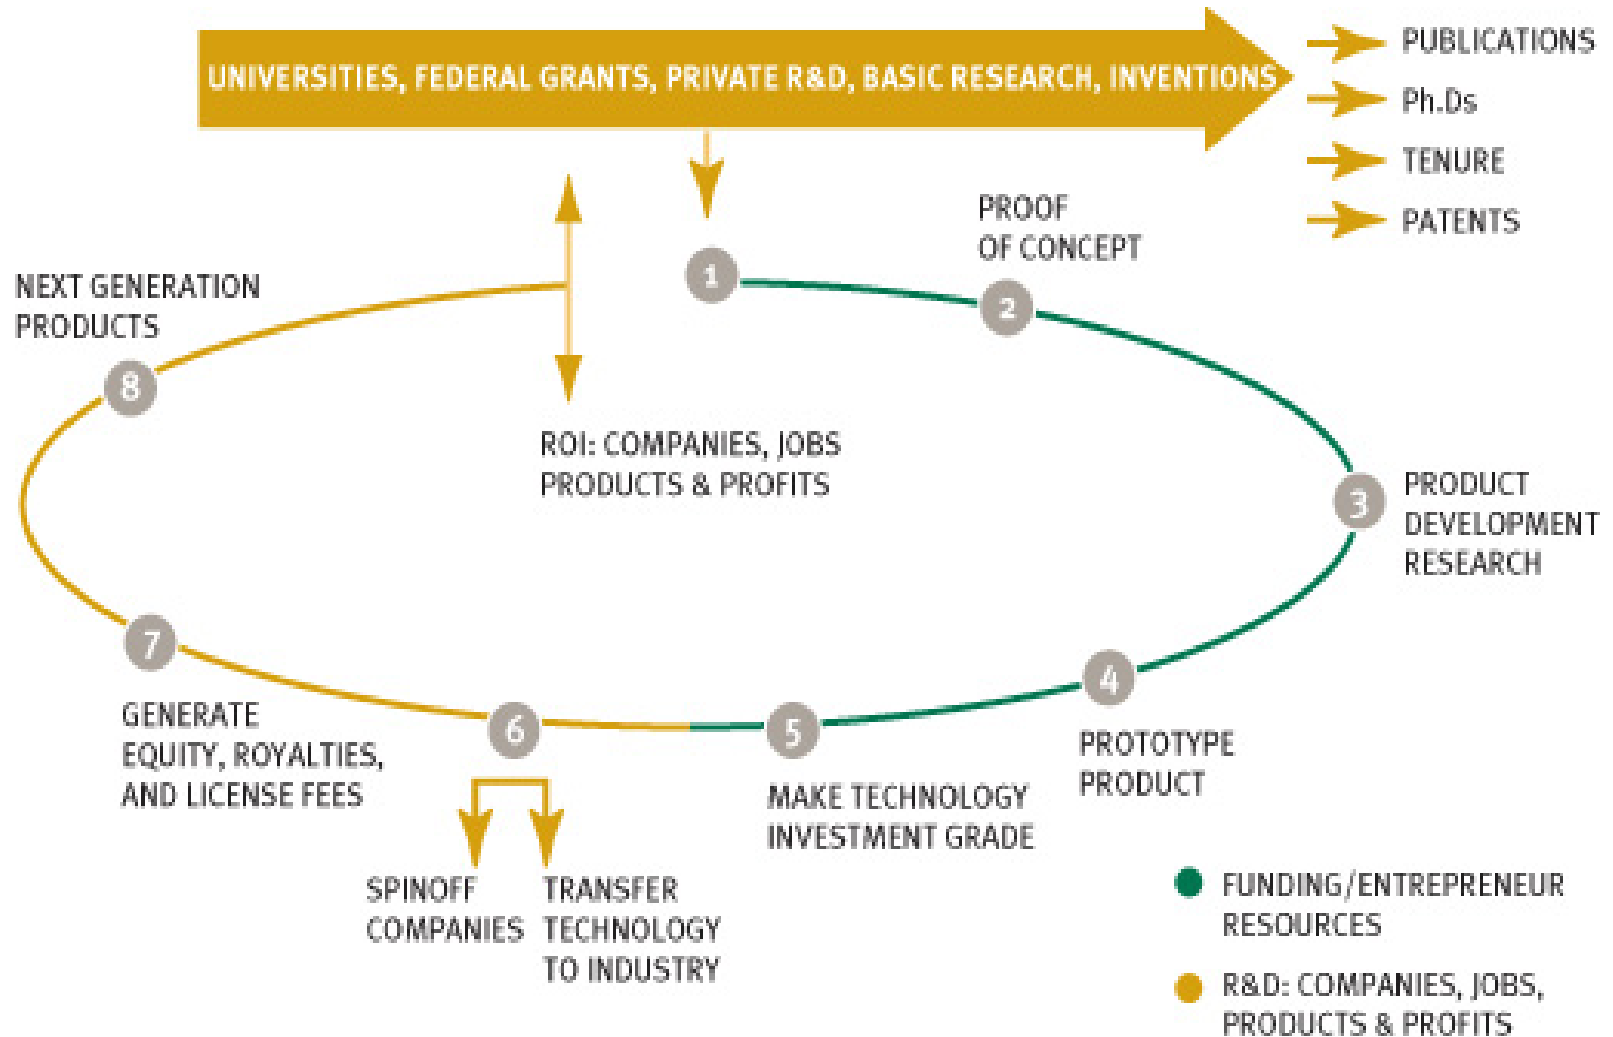 UNIVERSITIES, FEDERAL GRANTS, PRIVATE R&D, BASIC RESEARCH, INVENTIONS
PUBLICATIONS
Ph.Ds
TENURE
PATENTS
1
PROOF
OF CONCEPT
2
3
PRODUCT
DEVELOPMENT
RESEARCH
4
PROTOTYPE
PRODUCT
5
MAKE TECHNOLOGY
INVESTMENT GRADE
6
SPINOFF
COMPANIES
TRANSFER
TECHNOLOGY
TO INDUSTRY
7
GENERATE
EQUITY, ROYALTIES,
AND LICENSE FEES
8
NEXT GENERATION
PRODUCTS
ROI: COMPANIES, JOBS
PRODUCTS & PROFITS
FUNDING/ENTREPRENEUR
RESOURCES
R&D: COMPANIES, JOBS,
PRODUCTS & PROFITS